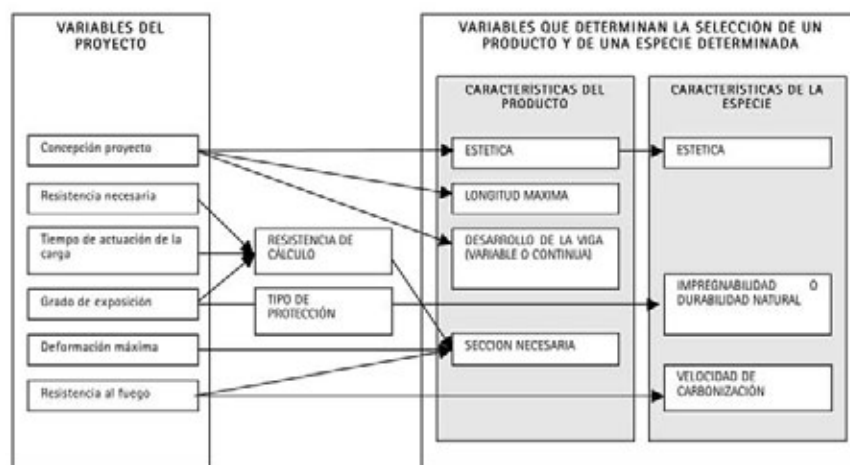 VARIABLES DEL
PROYECTO
Concepción proyecto
Resistencia necesaria
Tiempo de actuación de la
carga
Grado de exposición
Deformación máxima
Resistencia al fuego
RESISTENCIA DE
CÁLCULO
TIPO DE
PROTECCIÓN
VARIABLES QUE DETERMINAN LA SELECCIÓN DE UN
PRODUCTO Y DE UNA ESPECIE DETERMINADA
CARACTERÍSTICAS DEL
PRODUCTO
ESTETICA
LONGITUD MAXIMA
DESARROLLO DE LA VIGA
(VARIABLE O CONTINUA)
SECCION NECESARIA
CARACTERÍSTICAS DE LA
ESPECIE
ESTETICA
IMPREGNABILIDAD O
DURABILIDAD NATURAL
VELOCIDAD DE
CARBONIZACIÓN